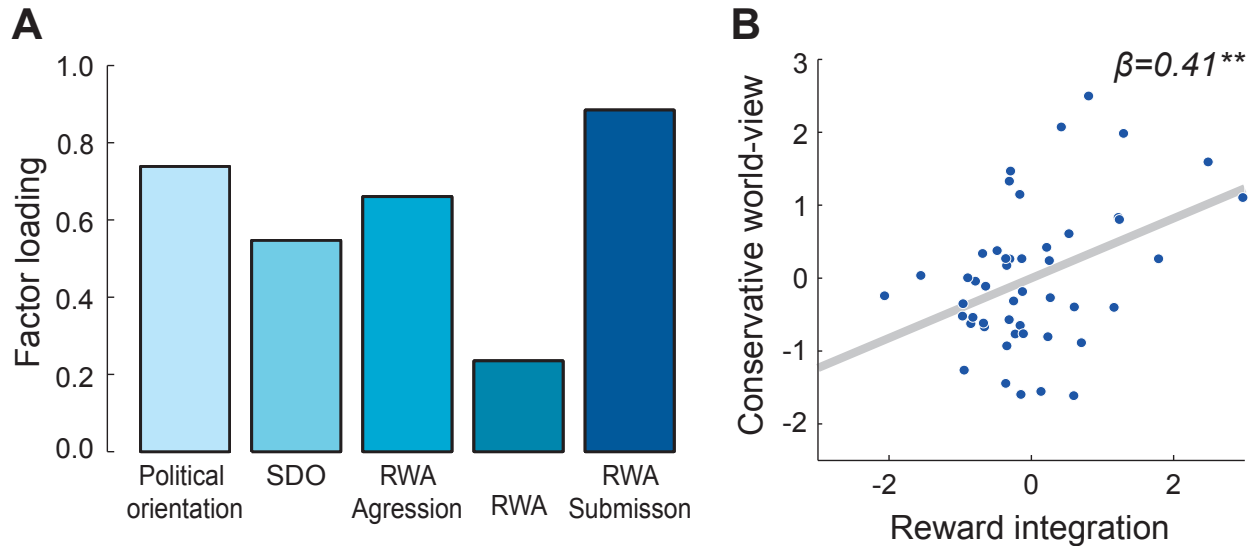 A
Factor loading
1.0
0.8
0.6
0.4
0.2
0.0
Political
orientation
SDO
RWA
Agression
RWA
RWA
Submisson
B
β=0.41**
Conservative world-view
3
2
1
0
-1
-2
-2
0
2
Reward integration